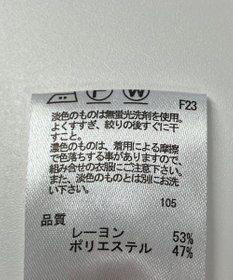 F23
淡色のものは無蛍光洗剤を使用。
よくすすぎ、絞りの後すぐに干
すこと。
濃色のものは、着用による摩擦
で色落ちする事がありますので、
組み合せの衣服にご注意下さい。
また、淡色のものとは別にお洗
い下さい。
105
品質
レーヨン 53%
ポリエステル 47%